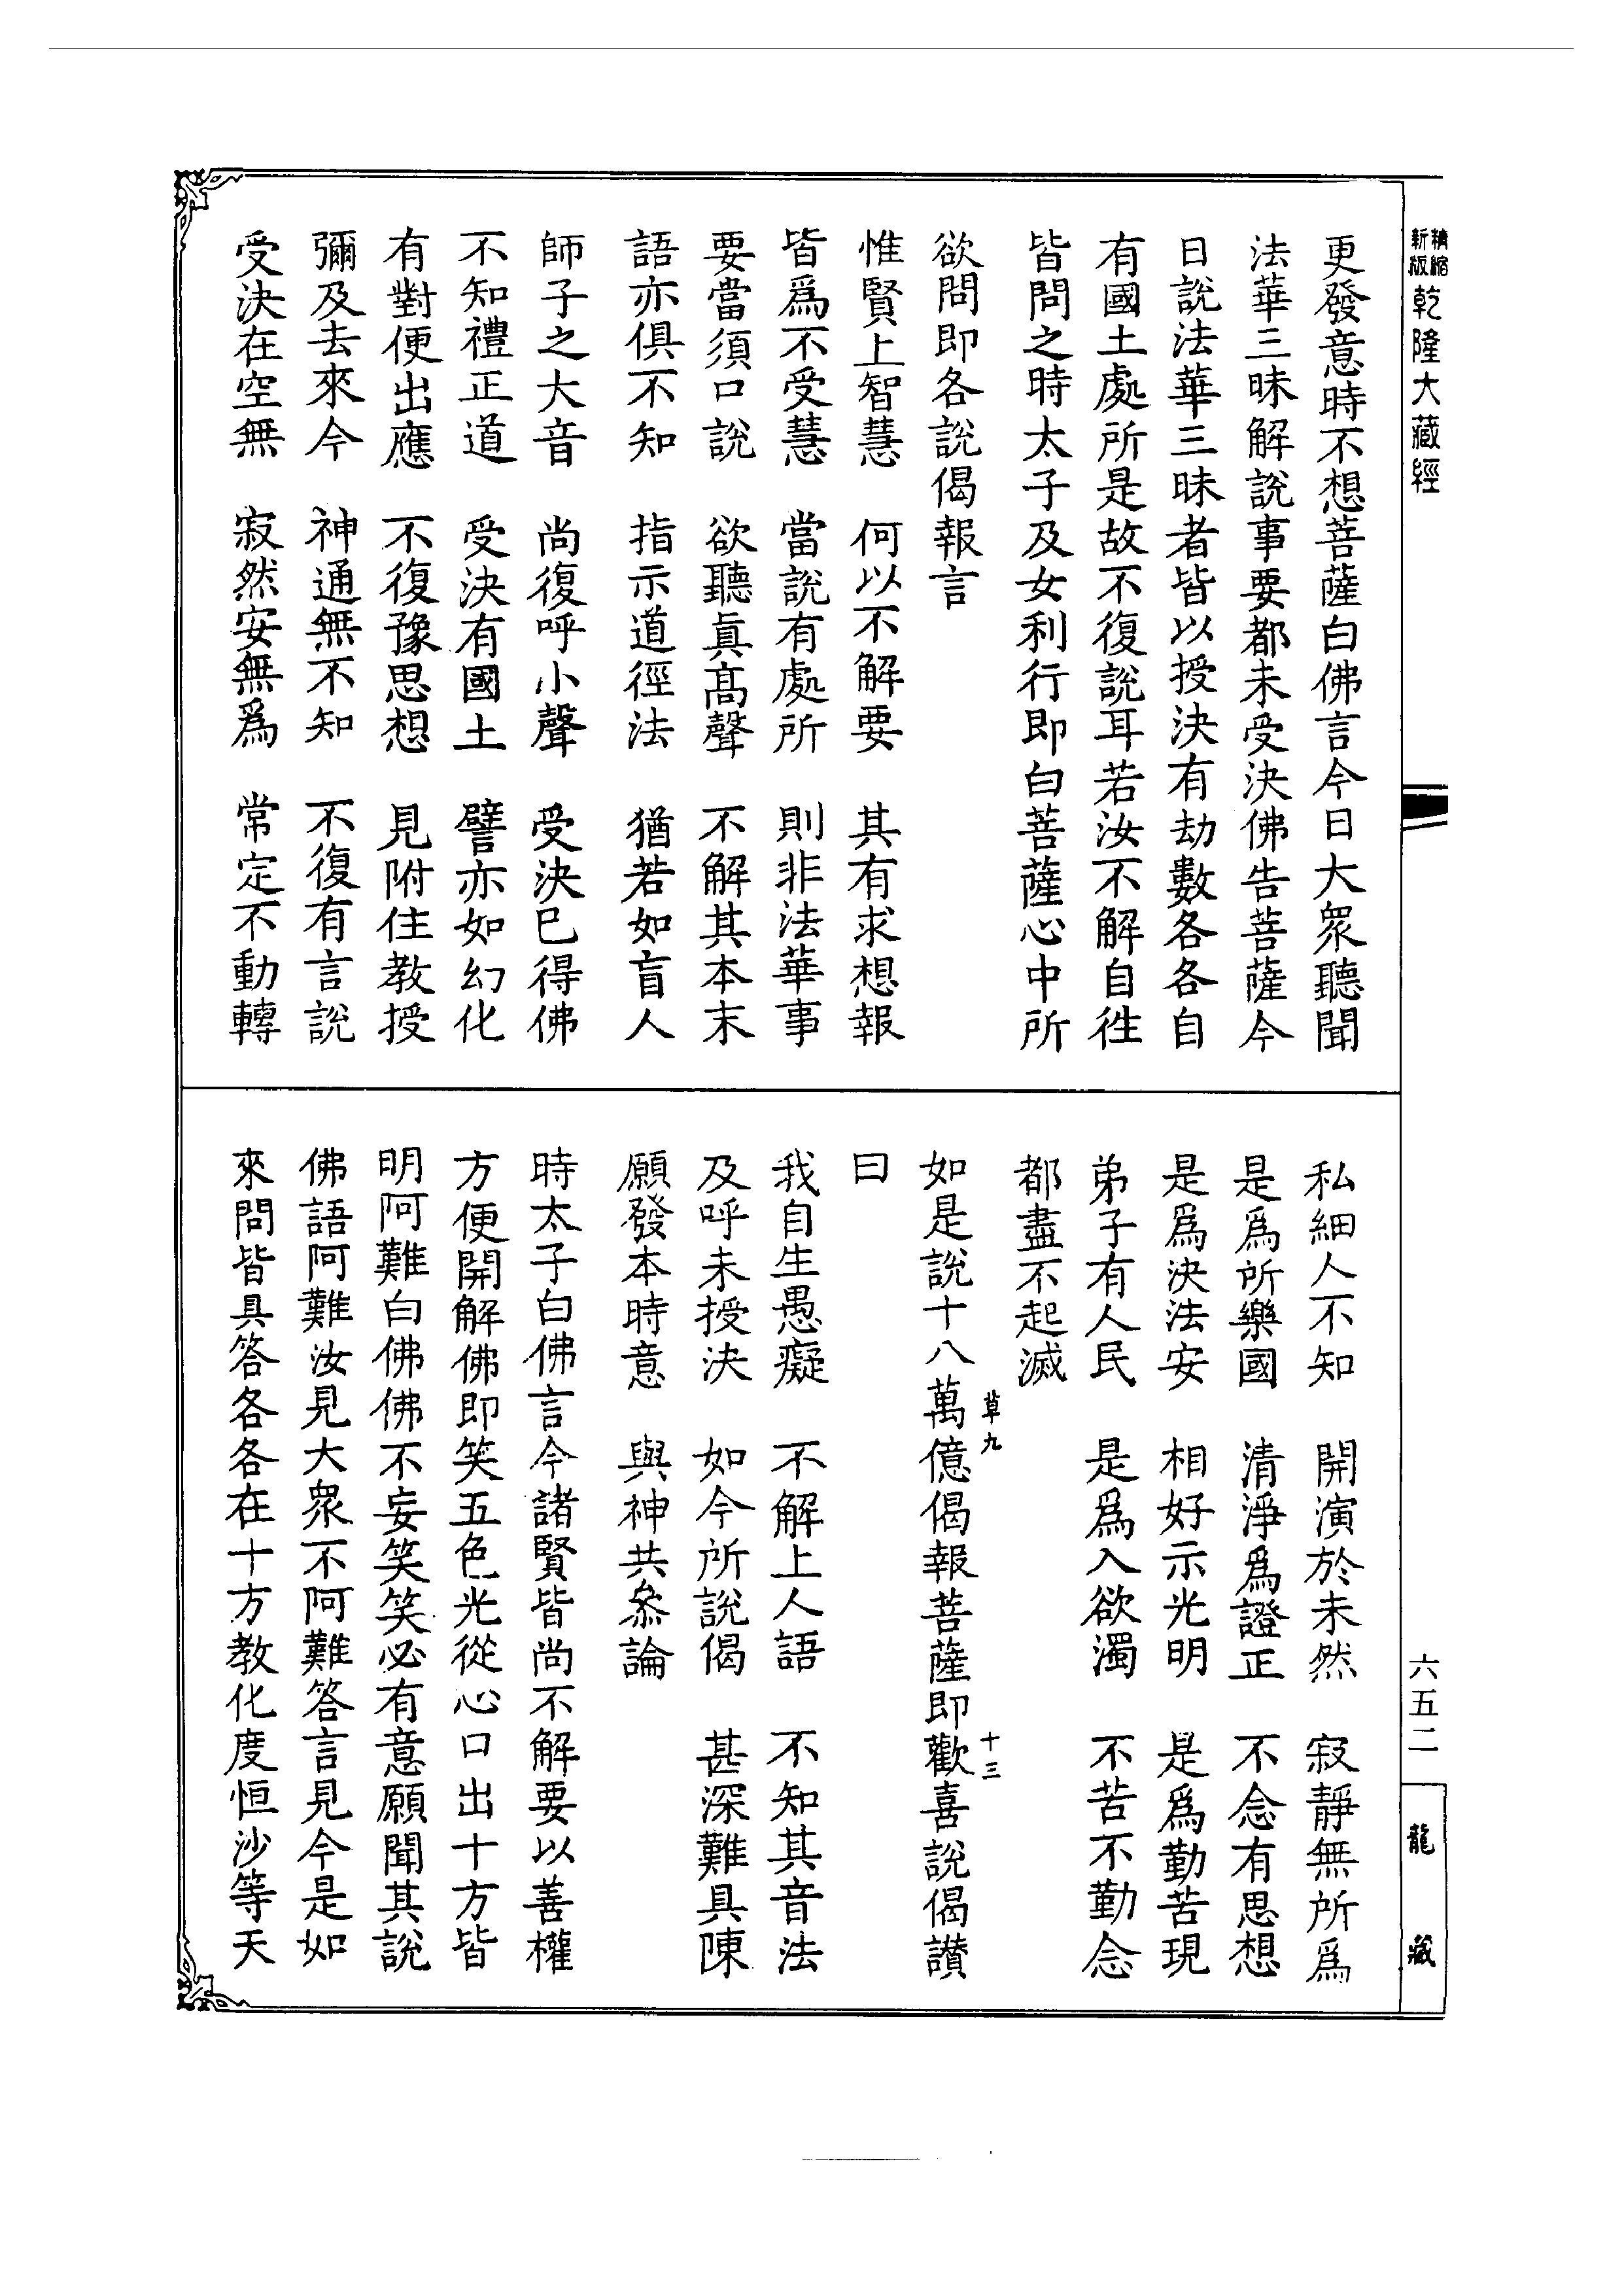 精縮
新版
乾隆大藏經
更發意時不想菩薩白佛言今日大衆聽聞
法華三昧解說事要都未受決佛告菩薩今
日說法華三昧者皆以授決有劫數各各自
有國土處所是故不復說耳若汝不解自徃
皆問之時太子及女利行即白菩薩心中所
欲問即各說偈報言
惟賢上智慧　何以不解要　其有求想報
皆爲不受慧　當說有處所　則非法華事
要當須口說　欲聽眞高聲　不解其本末
語亦俱不知　指示道徑法　猶若如盲人
師子之大音　尚復呼小聲　受決已得佛
不知禮正道　受決有國土　譬亦如幻化
有對便出應　不復豫思想　見附住教授
彌及去來今　神通無不知　不復有言說
受決在空無　寂然安無爲　常定不動轉
私細人不知　開演於未然　寂靜無所爲
是爲所樂國　清淨爲證正　不念有思想
是爲決法安　相好示光明　是爲勤苦現
弟子有人民　是爲入欲濁　不苦不勤念
都盡不起滅
草九　十三
如是說十八萬億偈報菩薩即歡喜說偈讃
曰
我自生愚癡　不解上人語　不知其音法
及呼未授決　如今所說偈　甚深難具陳
願發本時意　與神共叅論
時太子白佛言今諸賢皆尚不解要以善權
方便開解佛即笑五色光從心口出十方皆
明阿難白佛佛不妄笑笑必有意願聞其說
佛語阿難汝見大衆不阿難答言見今是如
來問皆具答各各在十方教化度恒沙等天
六五二
龍藏